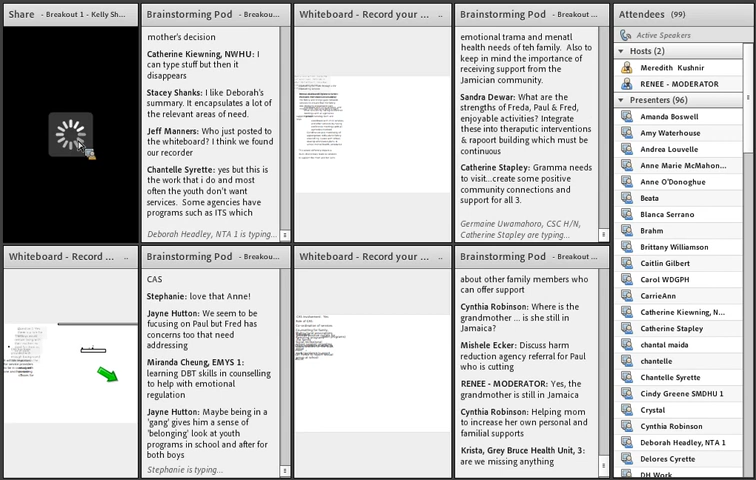 Share - Breakout 1 - Kelly Sh...
Brainstorming Pod - Breakou...
mother's decision
Catherine Kiewning, NWHU: I
can type stuff but then it
disappears
Stacey Shanks: I like Deborah's
summary. It encapsulates a lot of
the relevant areas of need.
Jeff Manners: Who just posted to
the whiteboard? I think we found
our recorder
Chantelle Syrette: yes but this is
the work that i do and most
often the youth don't want
services. Some agencies have
programs such as ITS which
Deborah Headley, NTA 1 is typing...
Whiteboard - Record your ... ..
Brainstorming Pod - Breakout ...
emotional trama and menatl
health needs of teh family. Also to
keep in mind the importance of
receiving support from the
Jamician community.
Sandra Dewar: What are the
strengths of Freda, Paul & Fred,
enjoyable activities? Integrate
these into theraputic interventions
& rapoort building which must be
continuous
Catherine Stapley: Gramma needs
to visit...create some positive
community connections and
support for all 3.
Germaine Uwamahoro, CSC H/N,
Catherine Stapley are typing...
Attendees (99)
Active Speakers
Hosts (2)
Meredith Kushnir
RENEE - MODERATOR
Presenters (96)
Amanda Boswell
Amy Waterhouse
Andrea Louvelle
Anne Marie McMahon...
Anne O'Donoghue
Beata
Blanca Serrano
Brahm
Brittany Williamson
Caitlin Gilbert
Carol WDGPH
CarrieAnn
Catherine Kiewning, N...
Catherine Stapley
chantal maida
chantelle
Chantelle Syrette
Cindy Greene SMDHU 1
Crystal
Cynthia Robinson
Deborah Headley, NTA 1
Delores Cyrette
DH Work
Whiteboard - Record ... ..
Brainstorming Pod - Breakou...
CAS
Stephanie: love that Anne!
Jayne Hutton: We seem to be
focusing on Paul but Fred has
concerns too that need
addressing
Miranda Cheung, EMYS 1:
learning DBT skills in counselling
to help with emotional
regulation
Jayne Hutton: Maybe being in a
'gang' gives him a sense of
'belonging' look at youth
programs in school and after for
both boys
Stephanie is typing...
Whiteboard - Record your ... ..
Brainstorming Pod - Breakout ...
about other family members who
can offer support
Cynthia Robinson: Where is the
grandmother ... is she still in
Jamaica?
Mishele Ecker: Discuss harm
reduction agency referral for Paul
who is cutting
RENEE - MODERATOR: Yes, the
grandmother is still in Jamaica
Cynthia Robinson: Helping mom
to increase her own personal and
familial supports
Krista, Grey Bruce Health Unit, 3:
are we missing anything